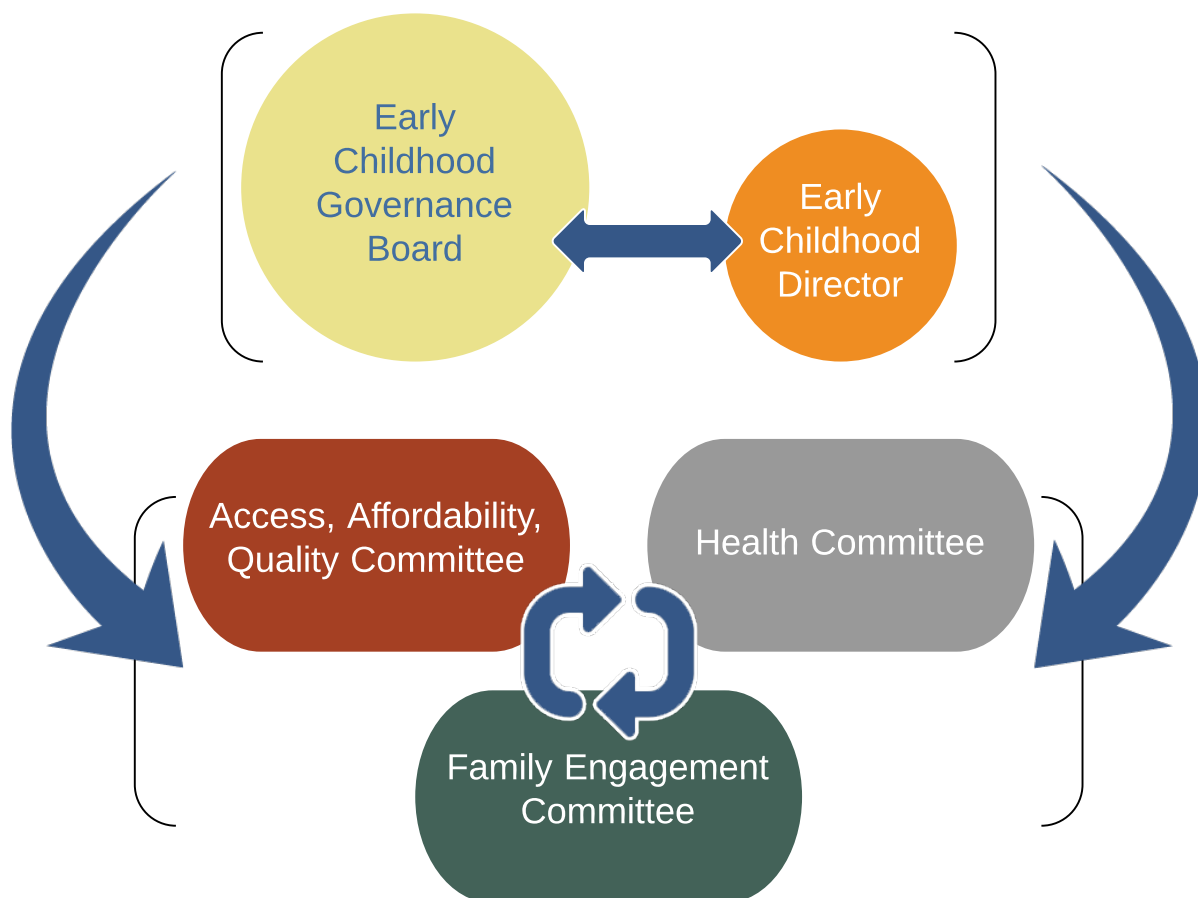 Early
Childhood
Governance
Board
Early
Childhood
Director
Access, Affordability,
Quality Committee
Health Committee
Family Engagement
Committee